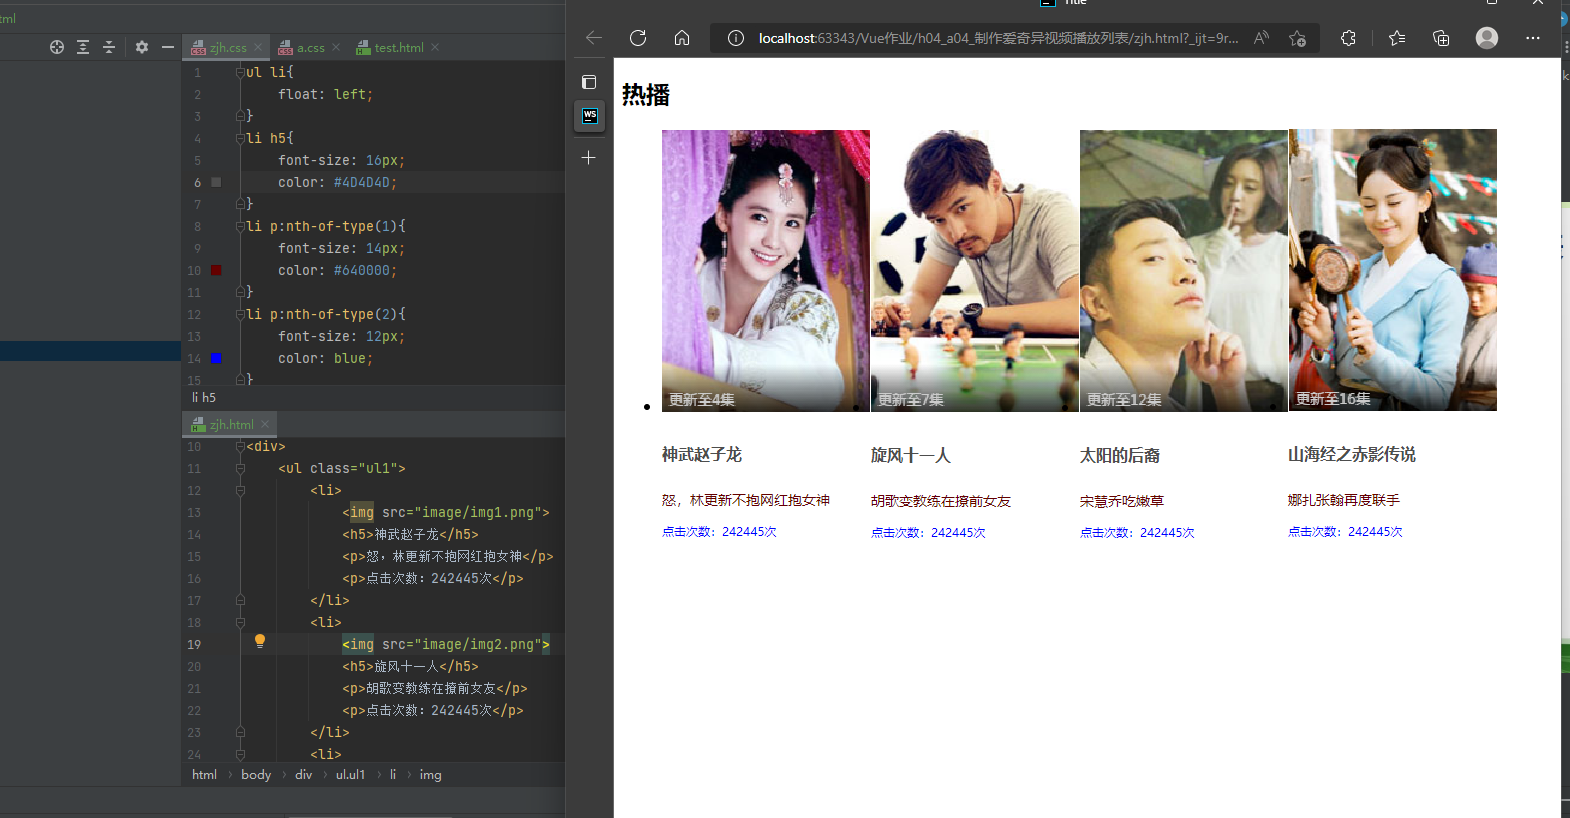 tml
zjh.css
a.css
test.html
1 ul li{
2 float: left;
3 }
4 li h5{
5 font-size: 16px;
6 color: #4D4D4D;
7 }
8 li p:nth-of-type(1){
9 font-size: 14px;
10 color: #640000;
11 }
12 li p:nth-of-type(2){
13 font-size: 12px;
14 color: blue;
15 }
li h5
zjh.html
10 <div>
11 <ul class="ul1">
12 <li>
13 <img src="image/img1.png">
14 <h5>神武赵子龙</h5>
15 <p>怒，林更新不抱网红抱女神</p>
16 <p>点击次数：242445次</p>
17 </li>
18 <li>
19 <img src="image/img2.png">
20 <h5>旋风十一人</h5>
21 <p>胡歌变教练在撩前女友</p>
22 <p>点击次数：242445次</p>
23 </li>
24 <li>
html › body › div › ul.ul1 › li › img
Title
localhost:63343/Vue作业/h04_a04_制作爱奇异视频播放列表/zjh.html?_ijt=9r...
WS
热播
更新至4集
更新至7集
更新至12集
更新至16集
神武赵子龙
旋风十一人
太阳的后裔
山海经之赤影传说
怒，林更新不抱网红抱女神
胡歌变教练在撩前女友
宋慧乔吃嫩草
娜扎张翰再度联手
点击次数：242445次
点击次数：242445次
点击次数：242445次
点击次数：242445次